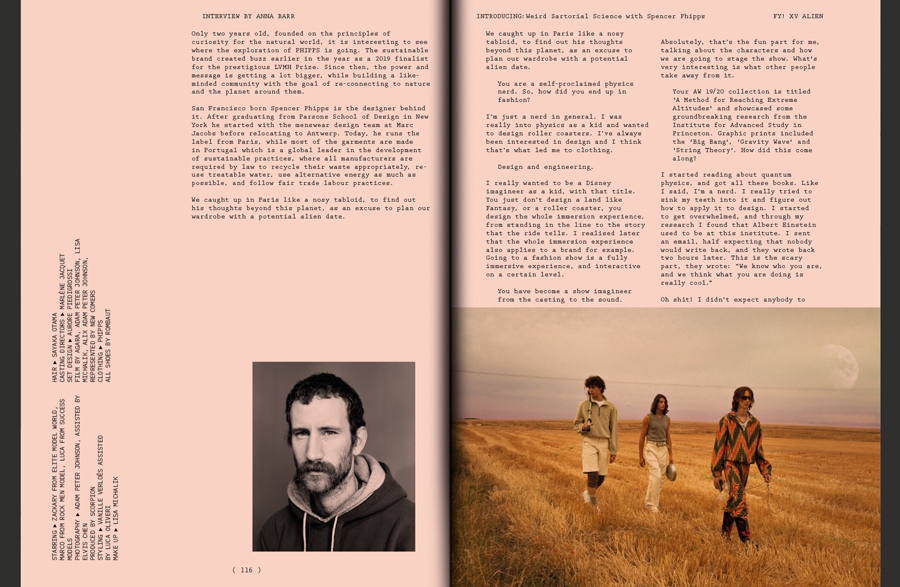 INTERVIEW BY ANNA BARR
Only two years old, founded on the principles of
curiosity for the natural world, it is interesting to see
where the exploration of PHIPPS is going. The sustainable
brand created buzz earlier in the year as a 2019 finalist
for the prestigious LVMH Prize. Since then, the power and
message is getting a lot bigger, while building a like-
minded community with the goal of re-connecting to nature
and the planet around them.
San Francisco born Spencer Phipps is the designer behind
it. After graduating from Parsons School of Design in New
York he started with the menswear design team at Marc
Jacobs before relocating to Antwerp. Today, he runs the
label from Paris, while most of the garments are made
in Portugal which is a global leader in the development
of sustainable practices, where all manufacturers are
required by law to recycle their waste appropriately, re-
use treatable water, use alternative energy as much as
possible, and follow fair trade labour practices.
We caught up in Paris like a nosy tabloid, to find out
his thoughts beyond this planet, as an excuse to plan our
wardrobe with a potential alien date.
HAIR ▶ SAYAKA OTAMA
CASTING DIRECTORS ▶ MARLÈNE JACQUET
SET DESIGN ▶ AURORE PIEDIGROSSI
FILM BY AGARA, ADAM PETER JOHNSON, LISA
MICHALIK, ALIX ADAM PETER JOHNSON,
REPRESENTED BY NEW COMERS
CLOTHING ▶ PHIPPS
ALL SHOES BY ROMBAUT
STARRING ▶ ZACKARY FROM ELITE MODEL WORLD,
MARCO FROM ROCK MEN MODEL, LUCA FROM SUCCESS
MODELS
PHOTOGRAPHY ▶ ADAM PETER JOHNSON, ASSISTED BY
ELVIS CHEN
PRODUCED BY SCORPION
STYLING ▶ VANILLE VERLOËS ASSISTED
BY LUCA OLIVERI
MAKE UP ▶ LISA MICHALIK
( 116 )
INTRODUCING: Weird Sartorial Science with Spencer Phipps
FY! XV ALIEN
We caught up in Paris like a nosy
tabloid, to find out his thoughts
beyond this planet, as an excuse to
plan our wardrobe with a potential
alien date.
You are a self-proclaimed physics
nerd. So, how did you end up in
fashion?
I'm just a nerd in general. I was
really into physics as a kid and wanted
to design roller coasters. I've always
been interested in design and I think
that's what led me to clothing.
Design and engineering.
I really wanted to be a Disney
imagineer as a kid, with that title.
You just don't design a land like
Fantasy, or a roller coaster, you
design the whole immersion experience,
from standing in the line to the story
that the ride tells. I realised later
that the whole immersion experience
also applies to a brand for example.
Going to a fashion show is a fully
immersive experience, and interactive
on a certain level.
You have become a show imagineer
from the casting to the sound.
Absolutely, that's the fun part for me,
talking about the characters and how
we are going to stage the show. What's
very interesting is what other people
take away from it.
Your AW 19/20 collection is titled
'A Method for Reaching Extreme
Altitudes' and showcased some
groundbreaking research from the
Institute for Advanced Study in
Princeton. Graphic prints included
the 'Big Bang', 'Gravity Wave' and
'String Theory'. How did this come
along?
I started reading about quantum
physics, and got all these books. Like
I said, I'm a nerd. I really tried to
sink my teeth into it and figure out
how to apply it to design. I started
to get overwhelmed, and through my
research I found that Albert Einstein
used to be at this institute. I sent
an email, half expecting that nobody
would write back, and they wrote back
two hours later. This is the scary
part, they wrote: "We know who you are,
and we think what you are doing is
really cool."
Oh shit! I didn't expect anybody to